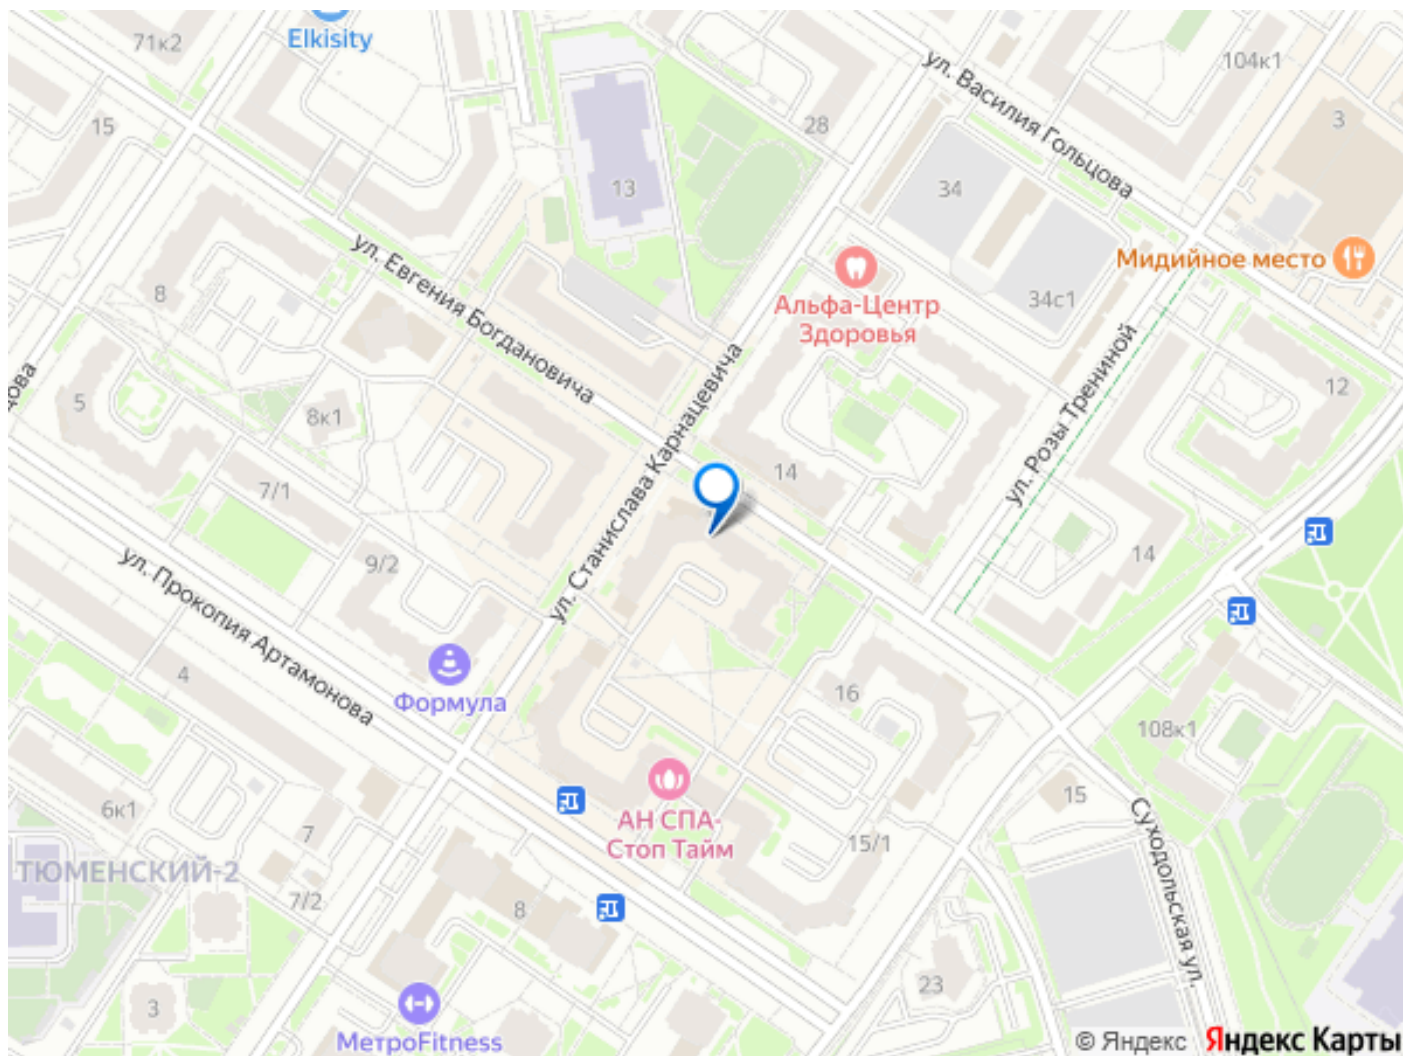 Elkisity
71к2
104к1
ул. Василия Гольцова
15
28
3
13
34
Мидийное место
ул. Евгения Богдановича
Альфа-Центр
Здоровья
34с1
8
ул. Станислава Карнацевича
ул. Розы Трениной
12
5
8к1
14
7/1
9/2
14
ул. Прокопия Артамонова
4
Формула
16
108к1
АН СПА-
Стоп Тайм
15
6к1
7
15/1
Суходольская ул.
ТЮМЕНСКИЙ-2
7/2
8
23
3
МетроFitness
© Яндекс Яндекс Карты